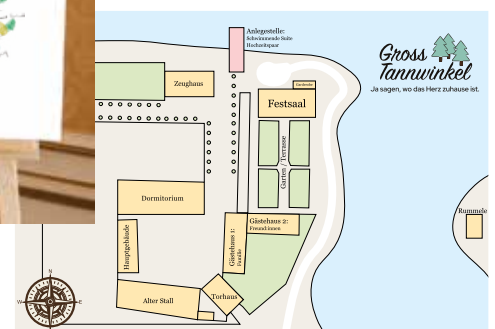 Anlegestelle:
Schwimmende Suite
Hochzeitspaar
Gross
Tannwinkel
Ja sagen, wo das Herz zuhause ist.
Zeughaus
Festsaal
Garten / Terrasse
Dormitorium
Rummele
Hauptgebäude
Gästehaus 1:
Familie
Gästehaus 2:
Freund:innen
Alter Stall
Torhaus
N
W
E